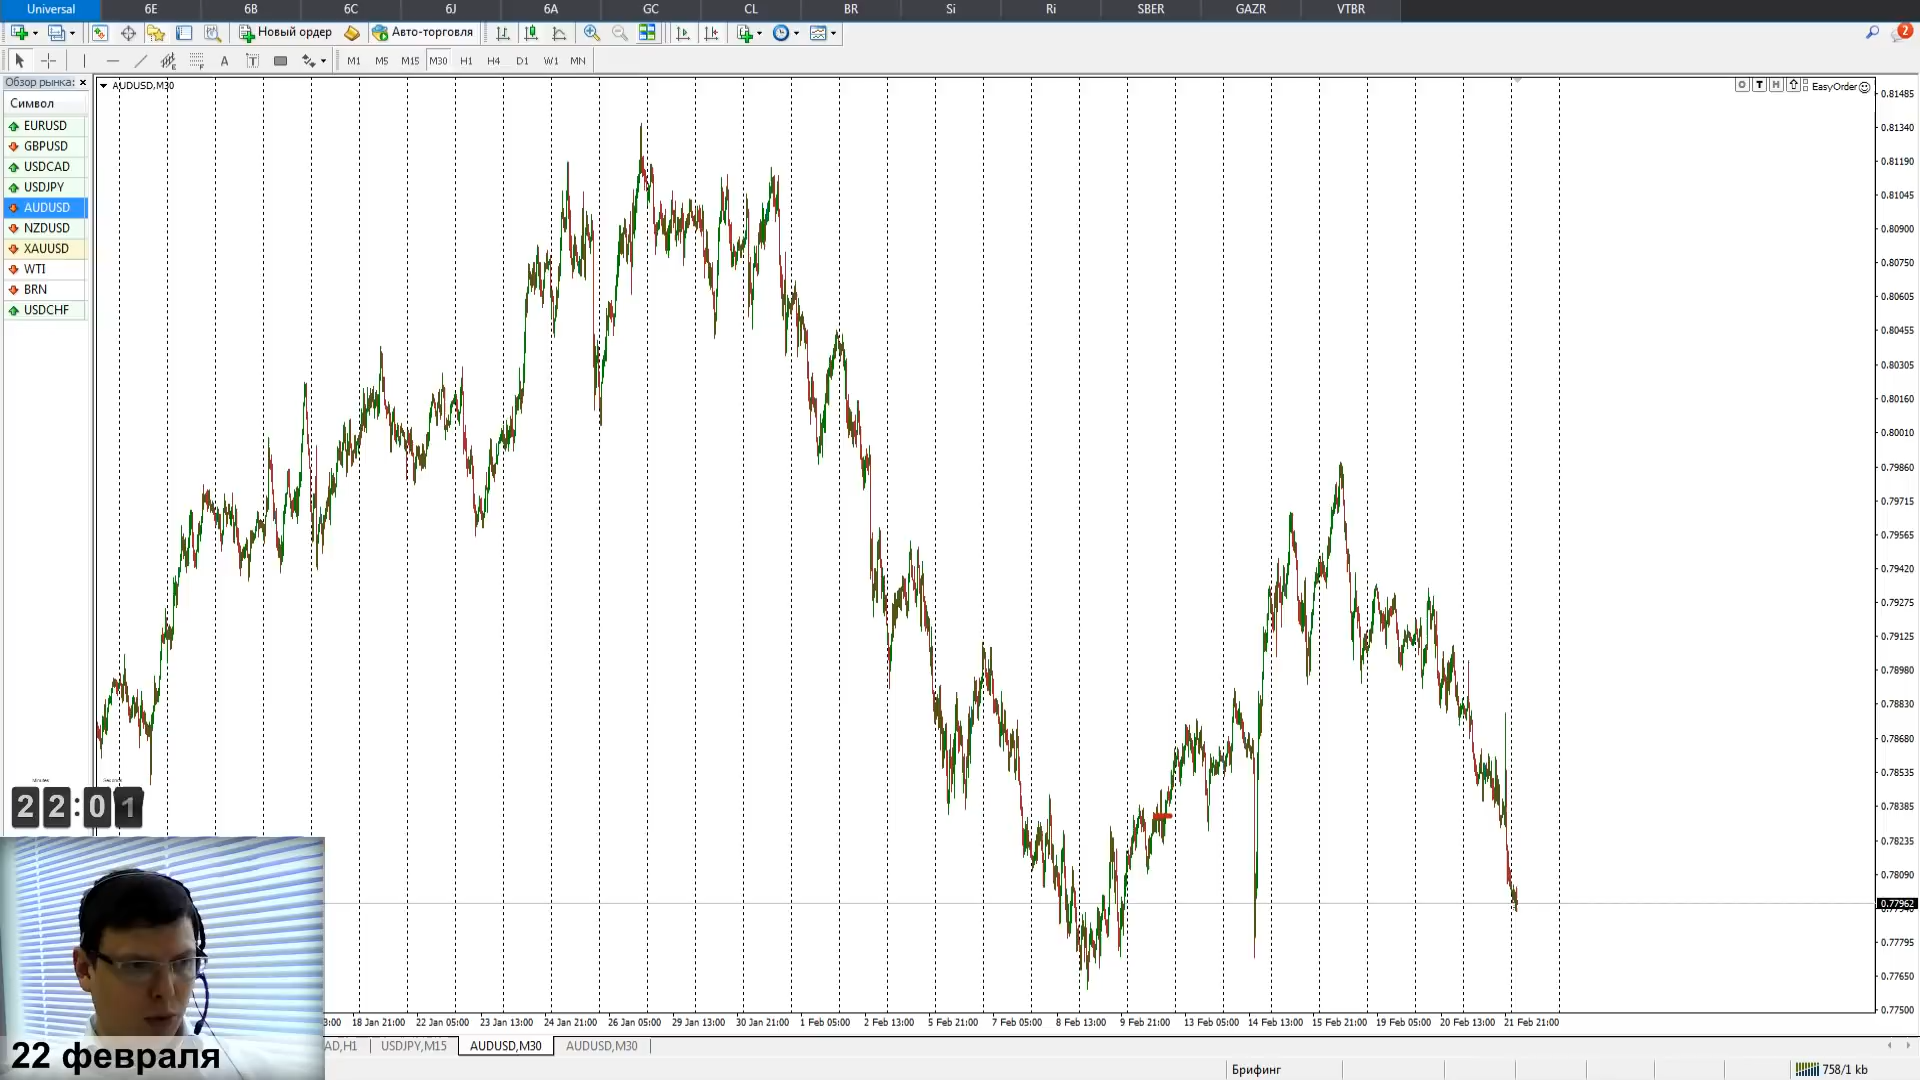 Universal 6E 6B 6C 6J 6A GC CL BR Si Ri SBER GAZR VTBR
Новый ордер Авто-торговля 2
A T M1 M5 M15 M30 H1 H4 D1 W1 MN
Обзор рынка: ×
Символ
EURUSD
GBPUSD
USDCAD
USDJPY
AUDUSD
NZDUSD
XAUUSD
WTI
BRN
USDCHF
AUDUSD,M30
O T H EasyOrder
0.81485
0.81340
0.81190
0.81045
0.80900
0.80750
0.80605
0.80455
0.80305
0.80160
0.80010
0.79860
0.79715
0.79565
0.79420
0.79275
0.79125
0.78980
0.78830
0.78680
0.78535
0.78385
0.78235
0.78090
0.77962
0.77795
0.77650
0.77500
Minutes Seconds
22:01
3:00 18 Jan 21:00 22 Jan 05:00 23 Jan 13:00 24 Jan 21:00 26 Jan 05:00 29 Jan 13:00 30 Jan 21:00 1 Feb 05:00 2 Feb 13:00 5 Feb 21:00 7 Feb 05:00 8 Feb 13:00 9 Feb 21:00 13 Feb 05:00 14 Feb 13:00 15 Feb 21:00 19 Feb 05:00 20 Feb 13:00 21 Feb 21:00
AD,H1 USDJPY,M15 AUDUSD,M30 AUDUSD,M30
22 февраля
Брифинг 758/1 kb